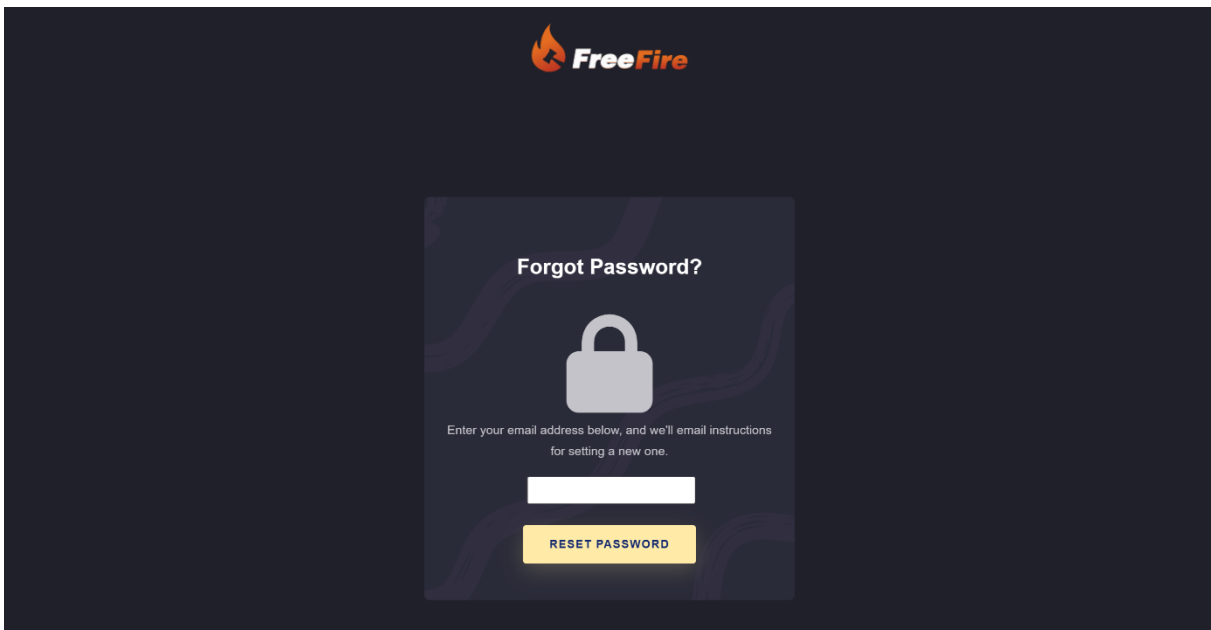 FreeFire
Forgot Password?
Enter your email address below, and we'll email instructions
for setting a new one.
RESET PASSWORD